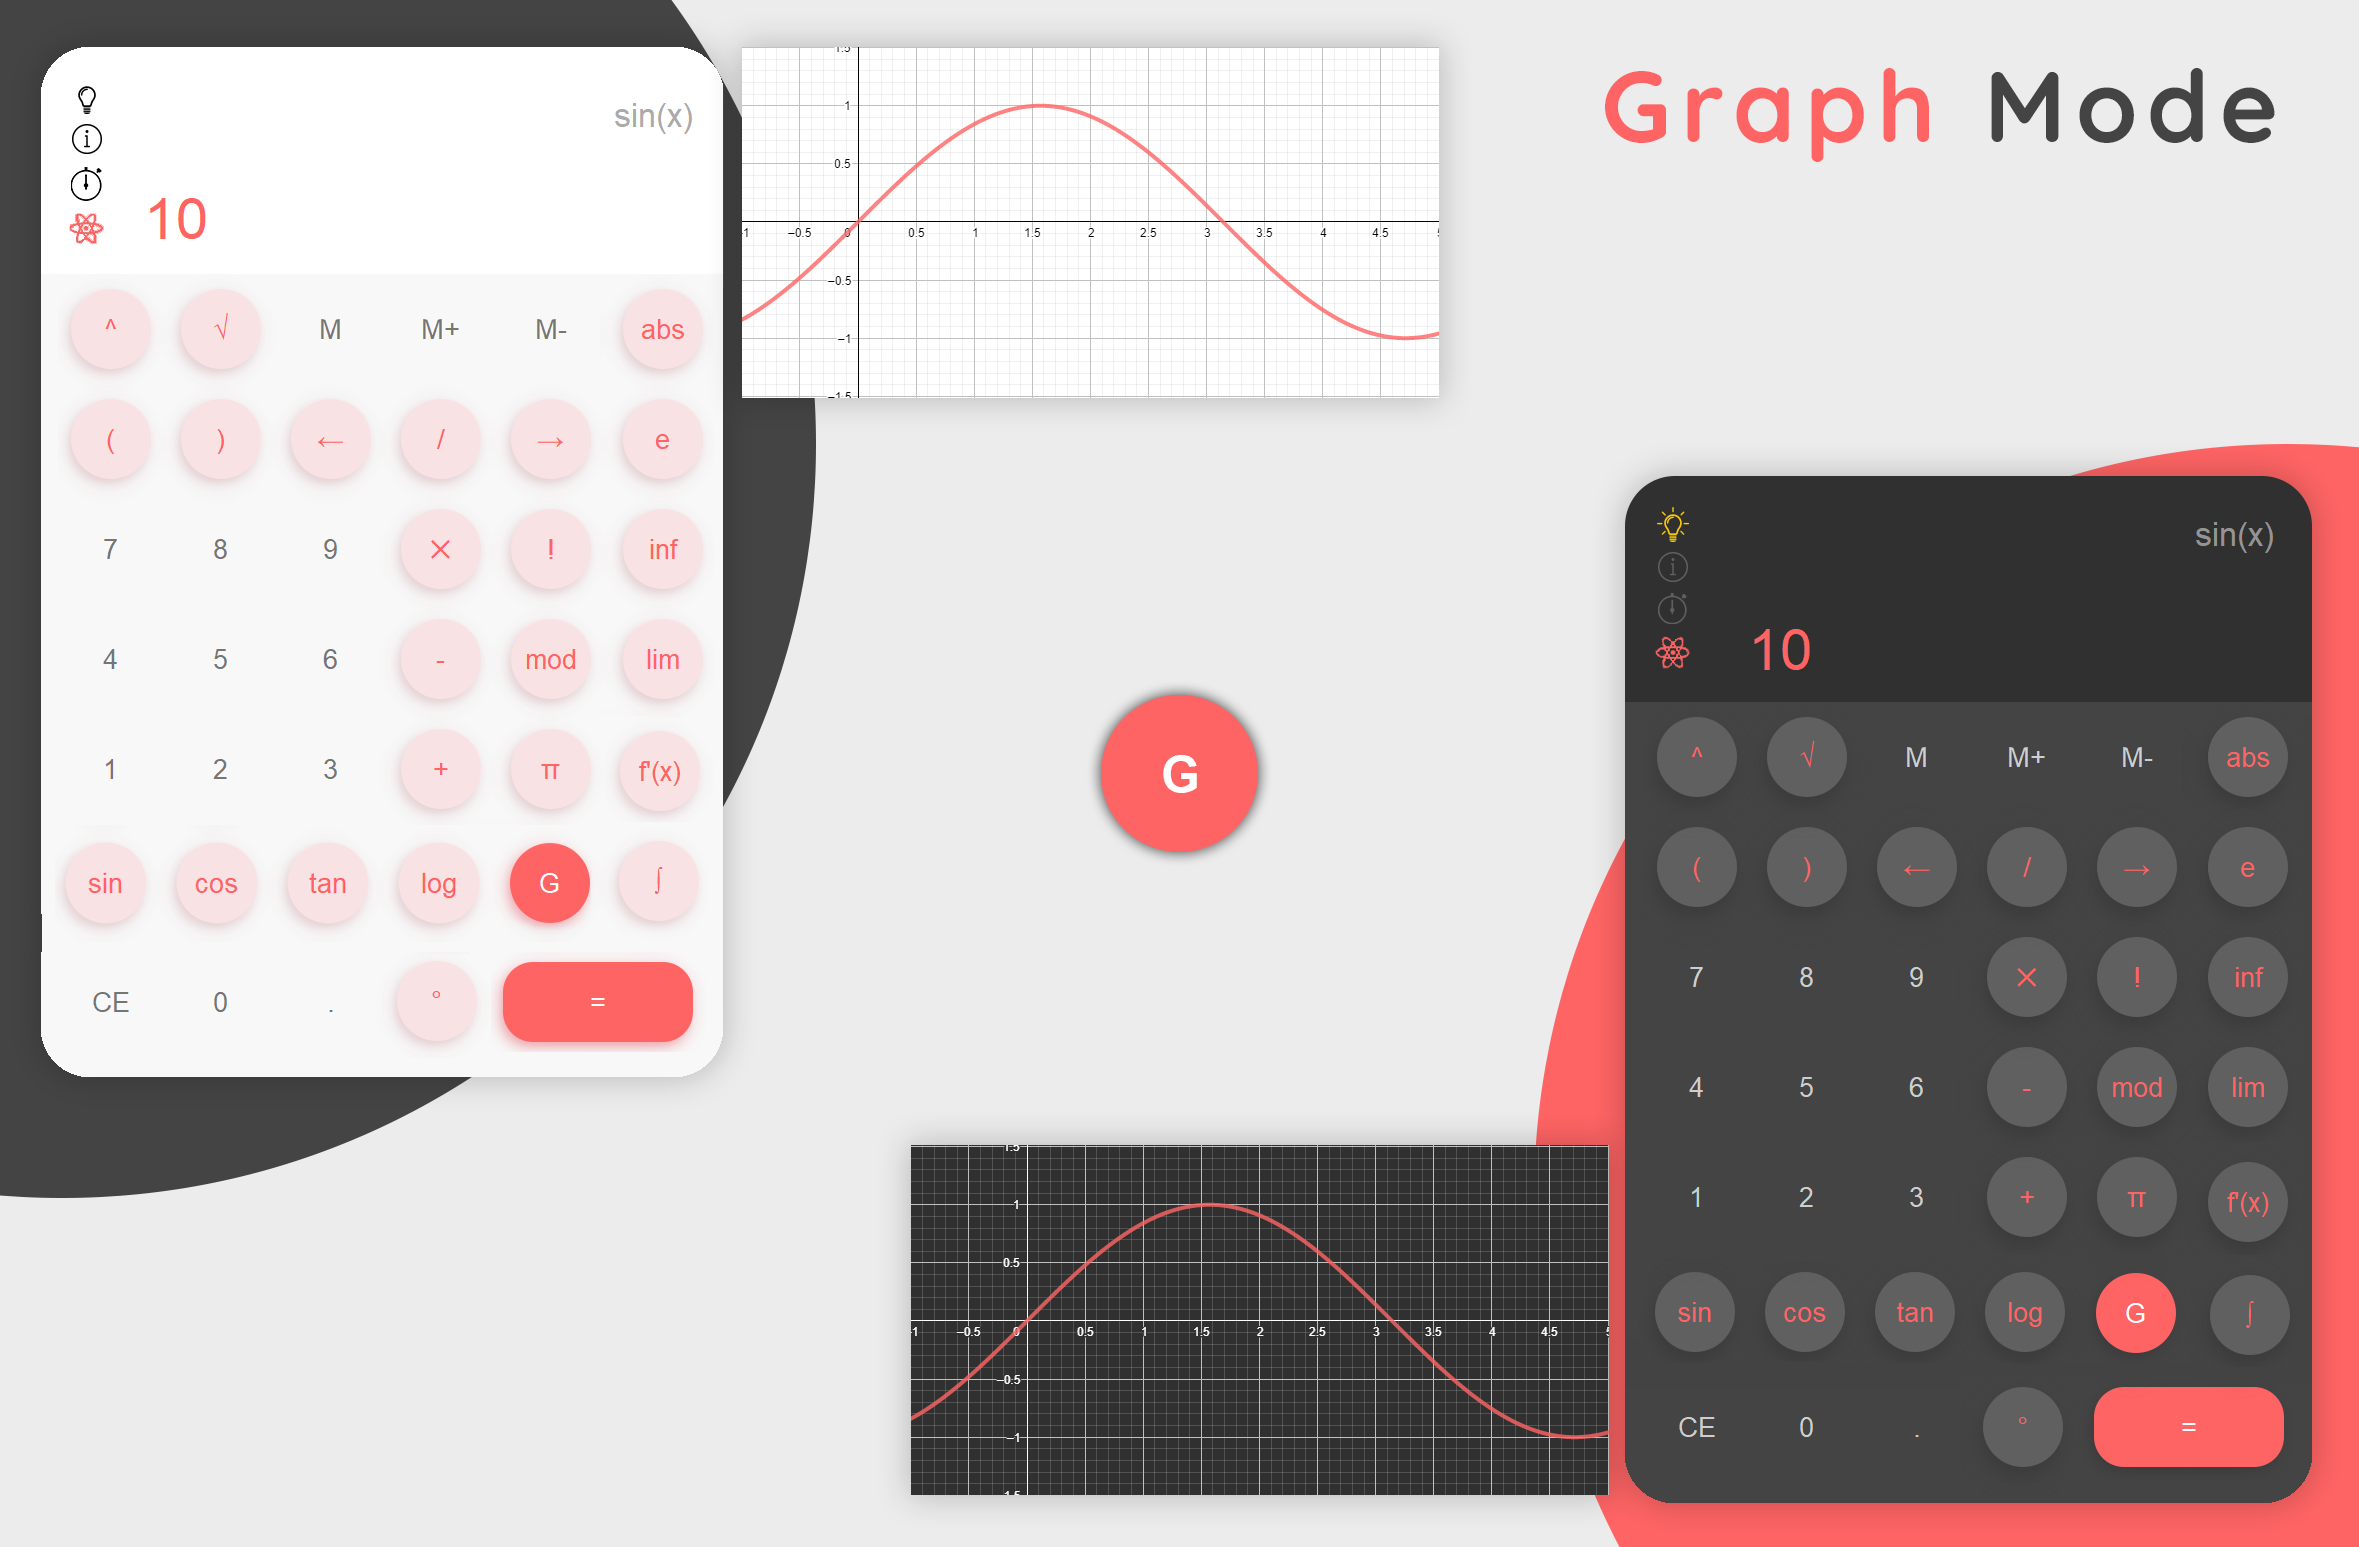 Graph Mode
sin(x)
10
^ √ M M+ M- abs
( ) ← / → e
7 8 9 × ! inf
4 5 6 - mod lim
1 2 3 + π f'(x)
sin cos tan log G ∫
CE 0 . ° =
1.5
1
0.5
–1 –0.5 0 0.5 1 1.5 2 2.5 3 3.5 4 4.5 5
–0.5
–1
–1.5
G
sin(x)
10
^ √ M M+ M- abs
( ) ← / → e
7 8 9 × ! inf
4 5 6 - mod lim
1 2 3 + π f'(x)
sin cos tan log G ∫
CE 0 . ° =
1.5
1
0.5
–1 –0.5 0 0.5 1 1.5 2 2.5 3 3.5 4 4.5 5
–0.5
–1
–1.5